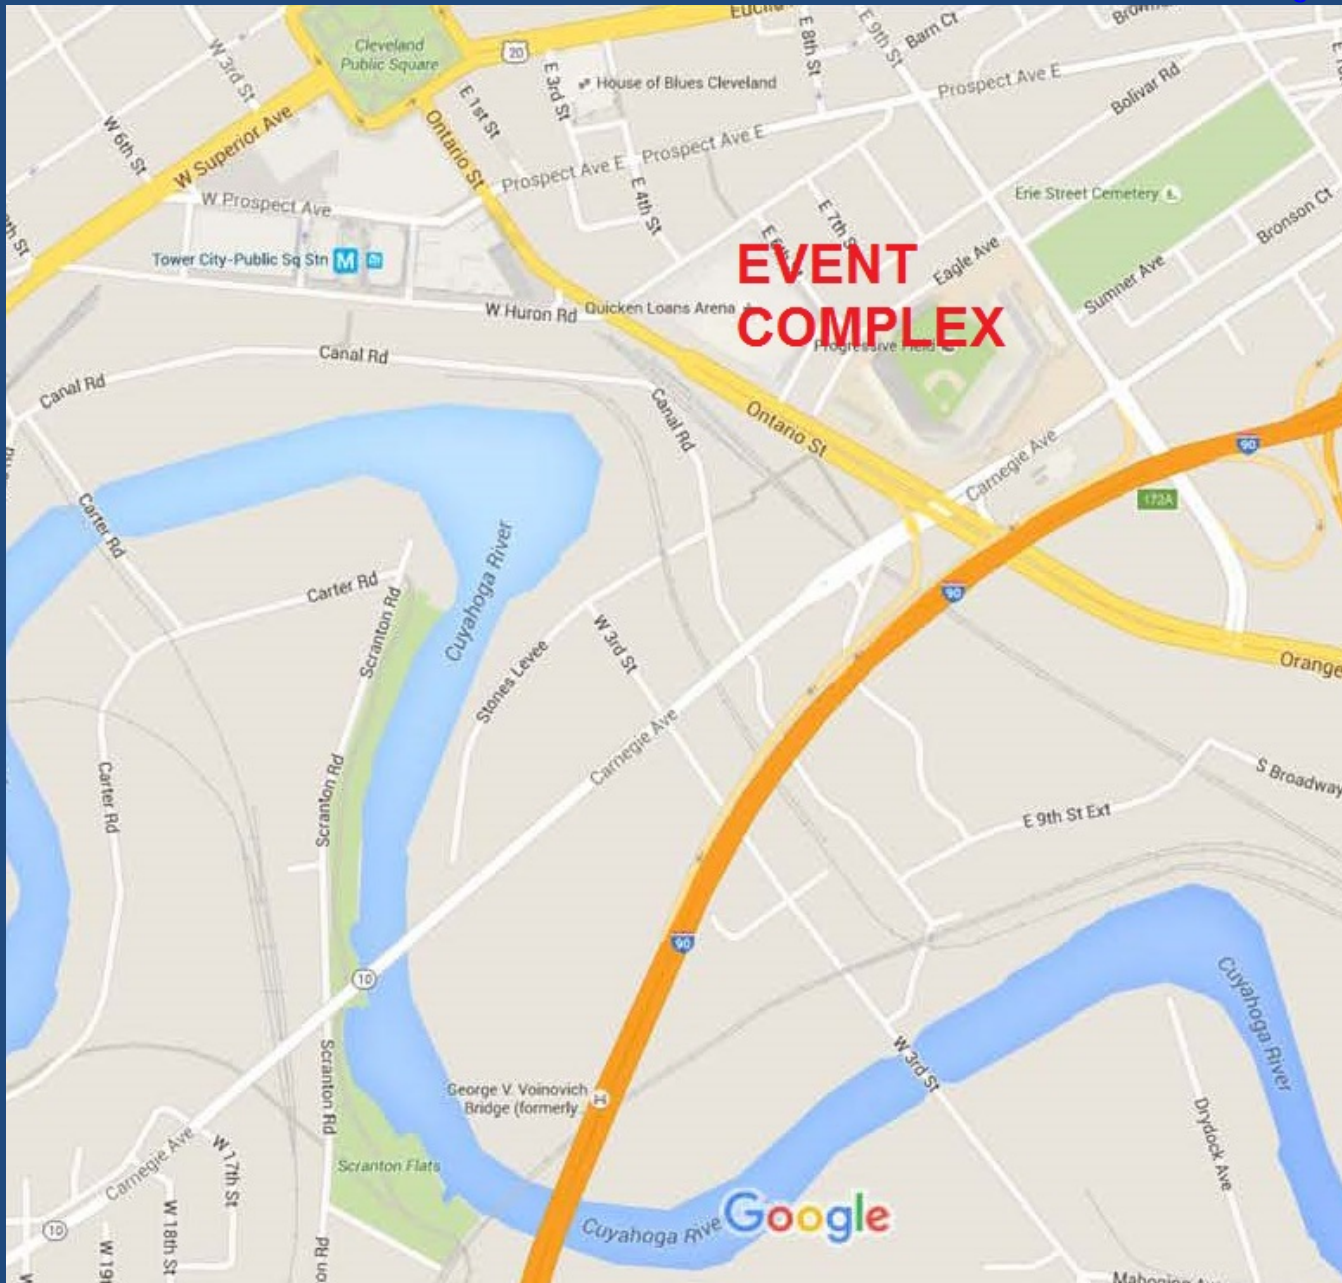 Cleveland
Public Square
20
Euclid
E 8th St
E 9th St
Barn Ct
W 3rd St
E 3rd St
House of Blues Cleveland
Prospect Ave E
Bolivar Rd
E 1st St
W 6th St
W Superior Ave
Ontario St
Prospect Ave E
Prospect Ave E
E 4th St
Erie Street Cemetery
W Prospect Ave
E 7th St
Bronson Ct
Tower City-Public Sq Stn
M
EVENT
COMPLEX
Eagle Ave
Sumner Ave
W Huron Rd
Quicken Loans Arena
Progressive Field
Canal Rd
Canal Rd
Canal Rd
Ontario St
Carnegie Ave
90
172A
Carter Rd
Cuyahoga River
Carter Rd
Scranton Rd
90
W 3rd St
Stones Levee
Orange
Carnegie Ave
Scranton Rd
Carter Rd
S Broadway
E 9th St Ext
90
10
Cuyahoga River
Scranton Rd
W 3rd St
George V. Voinovich
Bridge (formerly...
H
Drydock Ave
Carnegie Ave
W 17th St
Scranton Flats
W 18th St
10
Cuyahoga Rive
Google
W 19t
on Rd